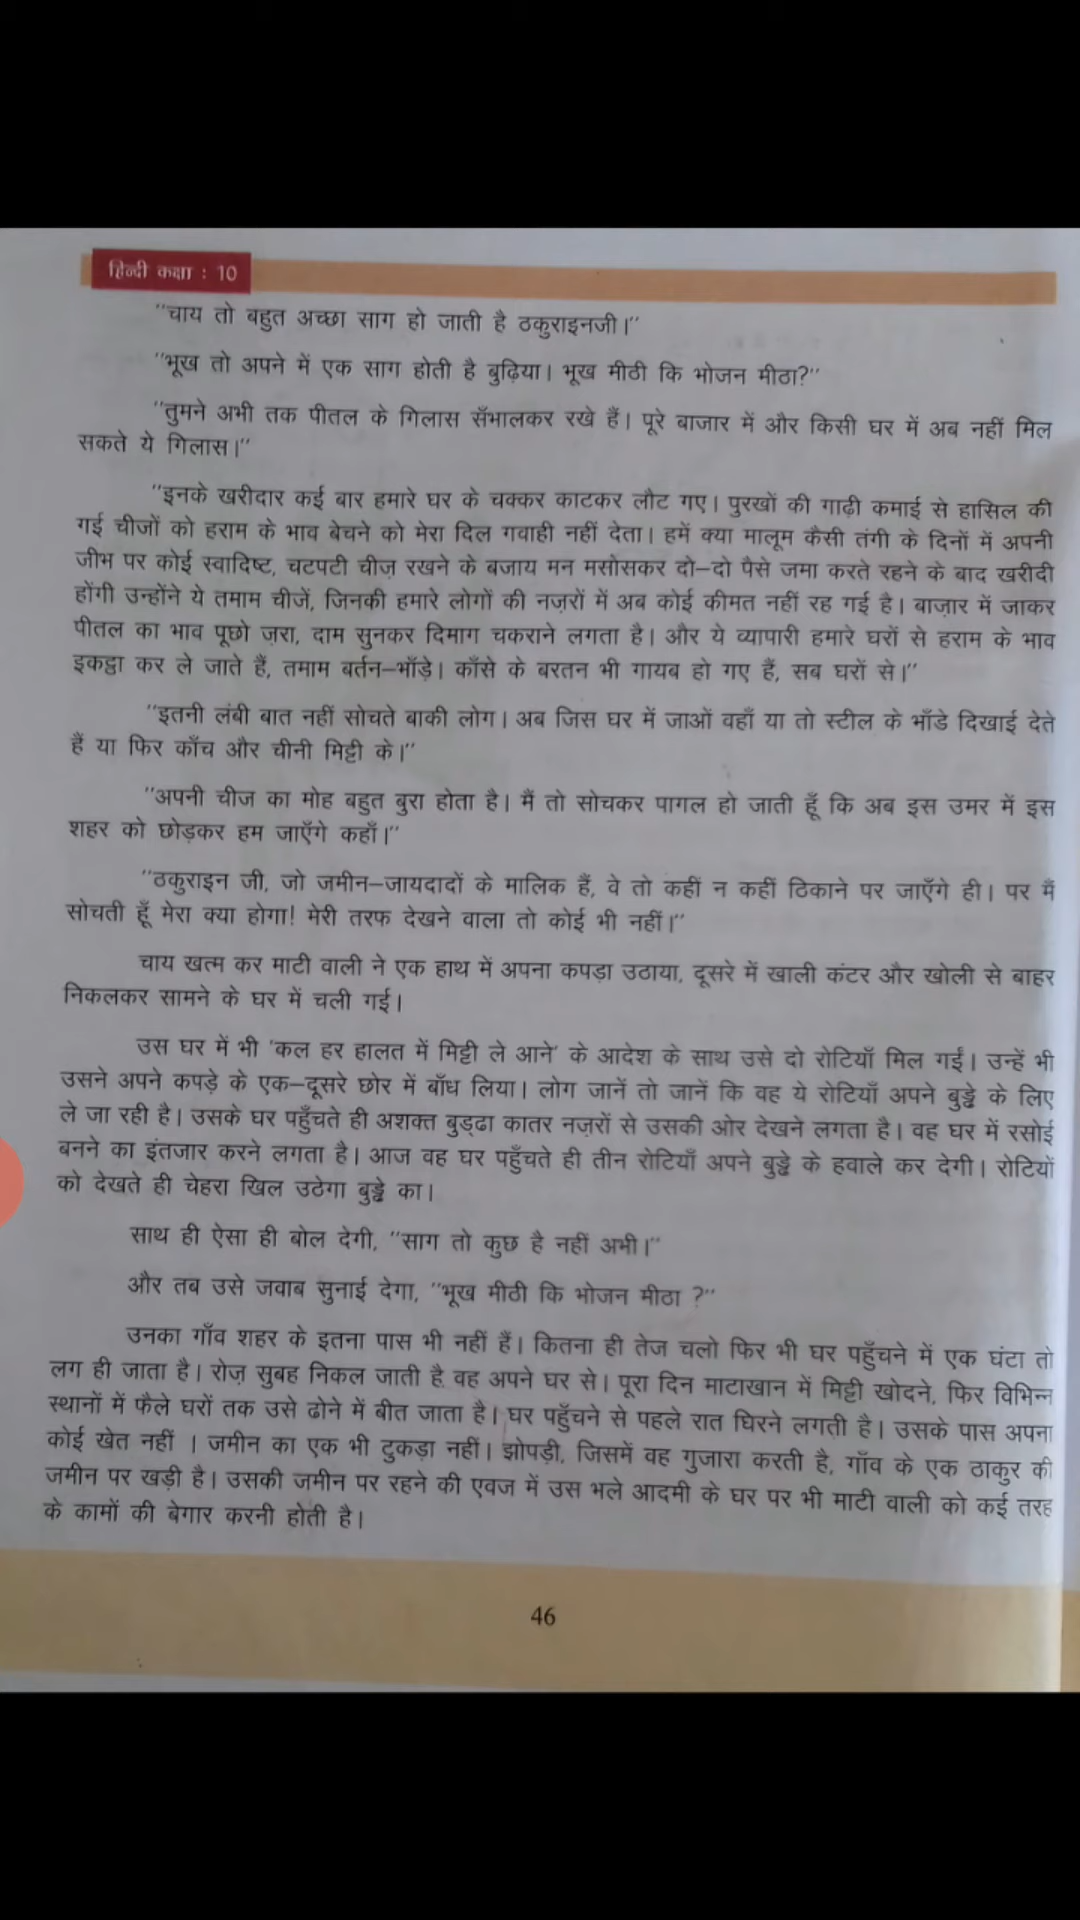 हिन्दी कक्षा : 10
"चाय तो बहुत अच्छा साग हो जाती है ठकुराइनजी।"
"भूख तो अपने में एक साग होती है बुढ़िया। भूख मीठी कि भोजन मीठा?"
"तुमने अभी तक पीतल के गिलास सँभालकर रखे हैं। पूरे बाजार में और किसी घर में अब नहीं मिल
सकते ये गिलास।"
"इनके खरीदार कई बार हमारे घर के चक्कर काटकर लौट गए। पुरखों की गाढ़ी कमाई से हासिल की
गई चीजों को हराम के भाव बेचने को मेरा दिल गवाही नहीं देता। हमें क्या मालूम कैसी तंगी के दिनों में अपनी
जीभ पर कोई स्वादिष्ट, चटपटी चीज़ रखने के बजाय मन मसोसकर दो–दो पैसे जमा करते रहने के बाद खरीदी
होंगी उन्होंने ये तमाम चीजें, जिनकी हमारे लोगों की नज़रों में अब कोई कीमत नहीं रह गई है। बाज़ार में जाकर
पीतल का भाव पूछो ज़रा, दाम सुनकर दिमाग चकराने लगता है। और ये व्यापारी हमारे घरों से हराम के भाव
इकट्ठा कर ले जाते हैं, तमाम बर्तन–भाँड़े। काँसे के बरतन भी गायब हो गए हैं, सब घरों से।"
"इतनी लंबी बात नहीं सोचते बाकी लोग। अब जिस घर में जाओं वहाँ या तो स्टील के भाँडे दिखाई देते
हैं या फिर काँच और चीनी मिट्टी के।"
"अपनी चीज का मोह बहुत बुरा होता है। मैं तो सोचकर पागल हो जाती हूँ कि अब इस उमर में इस
शहर को छोड़कर हम जाएँगे कहाँ।"
"ठकुराइन जी, जो जमीन–जायदादों के मालिक हैं, वे तो कहीं न कहीं ठिकाने पर जाएँगे ही। पर मैं
सोचती हूँ मेरा क्या होगा! मेरी तरफ देखने वाला तो कोई भी नहीं।"
चाय खत्म कर माटी वाली ने एक हाथ में अपना कपड़ा उठाया, दूसरे में खाली कंटर और खोली से बाहर
निकलकर सामने के घर में चली गई।
उस घर में भी 'कल हर हालत में मिट्टी ले आने' के आदेश के साथ उसे दो रोटियाँ मिल गईं। उन्हें भी
उसने अपने कपड़े के एक–दूसरे छोर में बाँध लिया। लोग जानें तो जानें कि वह ये रोटियाँ अपने बुड्ढे के लिए
ले जा रही है। उसके घर पहुँचते ही अशक्त बुड्ढा कातर नज़रों से उसकी ओर देखने लगता है। वह घर में रसोई
बनने का इंतजार करने लगता है। आज वह घर पहुँचते ही तीन रोटियाँ अपने बुड्ढे के हवाले कर देगी। रोटियों
को देखते ही चेहरा खिल उठेगा बुड्ढे का।
साथ ही ऐसा ही बोल देगी, "साग तो कुछ है नहीं अभी।"
और तब उसे जवाब सुनाई देगा, "भूख मीठी कि भोजन मीठा ?"
उनका गाँव शहर के इतना पास भी नहीं हैं। कितना ही तेज चलो फिर भी घर पहुँचने में एक घंटा तो
लग ही जाता है। रोज़ सुबह निकल जाती है वह अपने घर से। पूरा दिन माटाखान में मिट्टी खोदने, फिर विभिन्न
स्थानों में फैले घरों तक उसे ढोने में बीत जाता है। घर पहुँचने से पहले रात घिरने लगती है। उसके पास अपना
कोई खेत नहीं । जमीन का एक भी टुकड़ा नहीं। झोपड़ी, जिसमें वह गुजारा करती है, गाँव के एक ठाकुर की
जमीन पर खड़ी है। उसकी जमीन पर रहने की एवज में उस भले आदमी के घर पर भी माटी वाली को कई तरह
के कामों की बेगार करनी होती है।
46